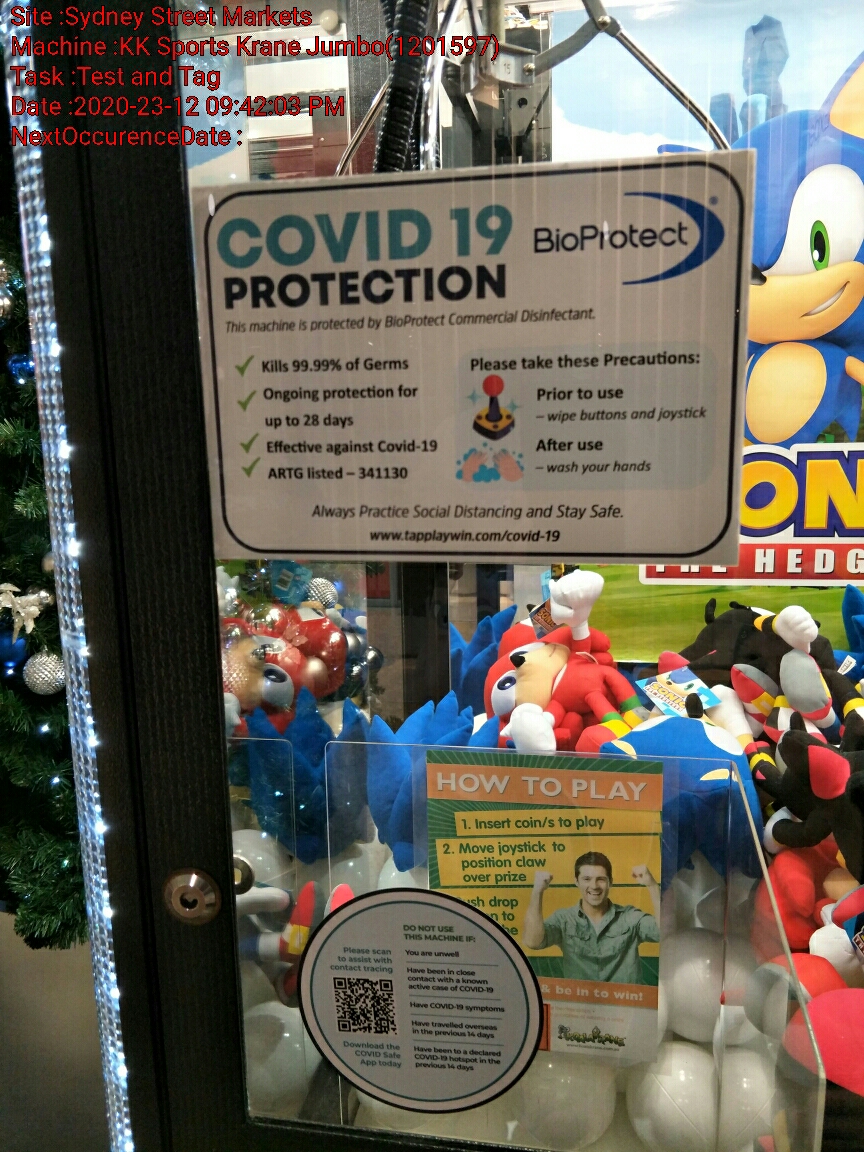 Site :Sydney Street Markets
Machine :KK Sports Krane Jumbo(1201597)
Task :Test and Tag
Date :2020-23-12 09:42:03 PM
NextOccurenceDate :
COVID 19
PROTECTION
BioProtect
This machine is protected by BioProtect Commercial Disinfectant.
Kills 99.99% of Germs
Ongoing protection for
up to 28 days
Effective against Covid-19
ARTG listed – 341130
Please take these Precautions:
Prior to use
– wipe buttons and joystick
After use
– wash your hands
Always Practice Social Distancing and Stay Safe.
www.tapplaywin.com/covid-19
ON
THE HEDG
HOW TO PLAY
1. Insert coin/s to play
2. Move joystick to
position claw
over prize
ush drop
n to
be
& be in to win!
Please scan
to assist with
contact tracing
Download the
COVID Safe
App today
DO NOT USE
THIS MACHINE IF:
You are unwell
Have been in close
contact with a known
active case of COVID-19
Have COVID-19 symptoms
Have travelled overseas
in the previous 14 days
Have been to a declared
COVID-19 hotspot in the
previous 14 days